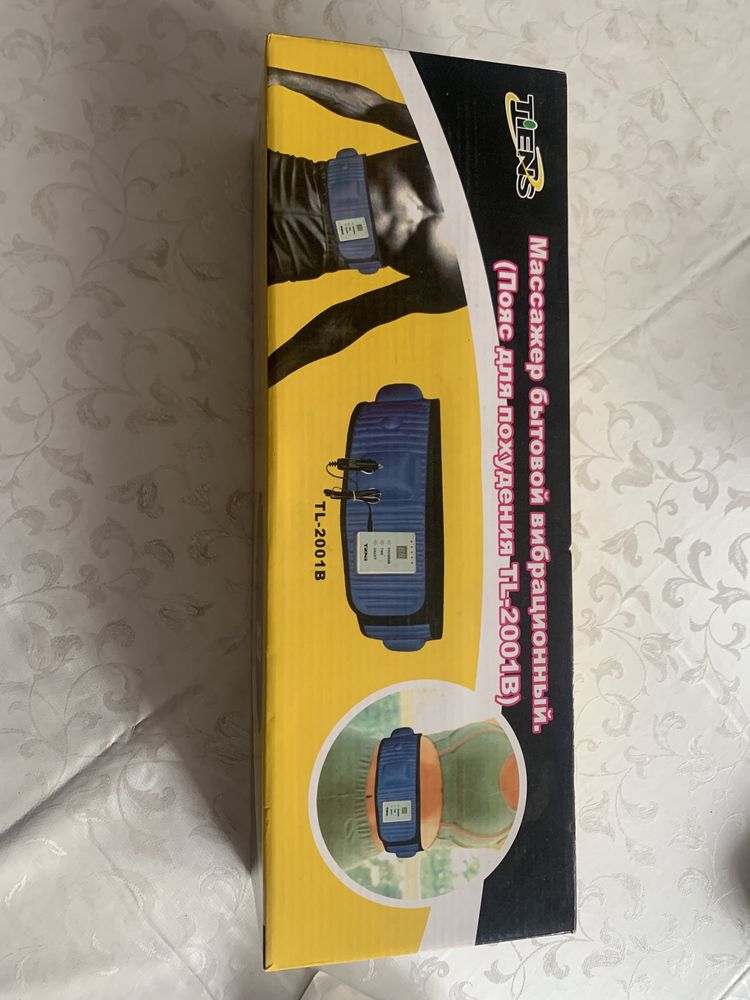 TIENS
Массажер бытовой вибрационный.
(Пояс для похудения TL-2001B)
TL-2001B